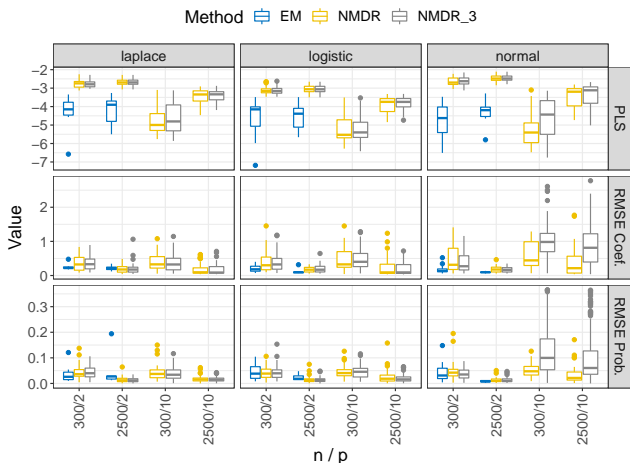 Method EM NMDR NMDR_3
laplace logistic normal
−2
−3
−4
−5
−6
−7
PLS
2
1
0
RMSE Coef.
0.3
0.2
0.1
0.0
RMSE Prob.
Value
300/2 2500/2 300/10 2500/10 300/2 2500/2 300/10 2500/10 300/2 2500/2 300/10 2500/10
n / p